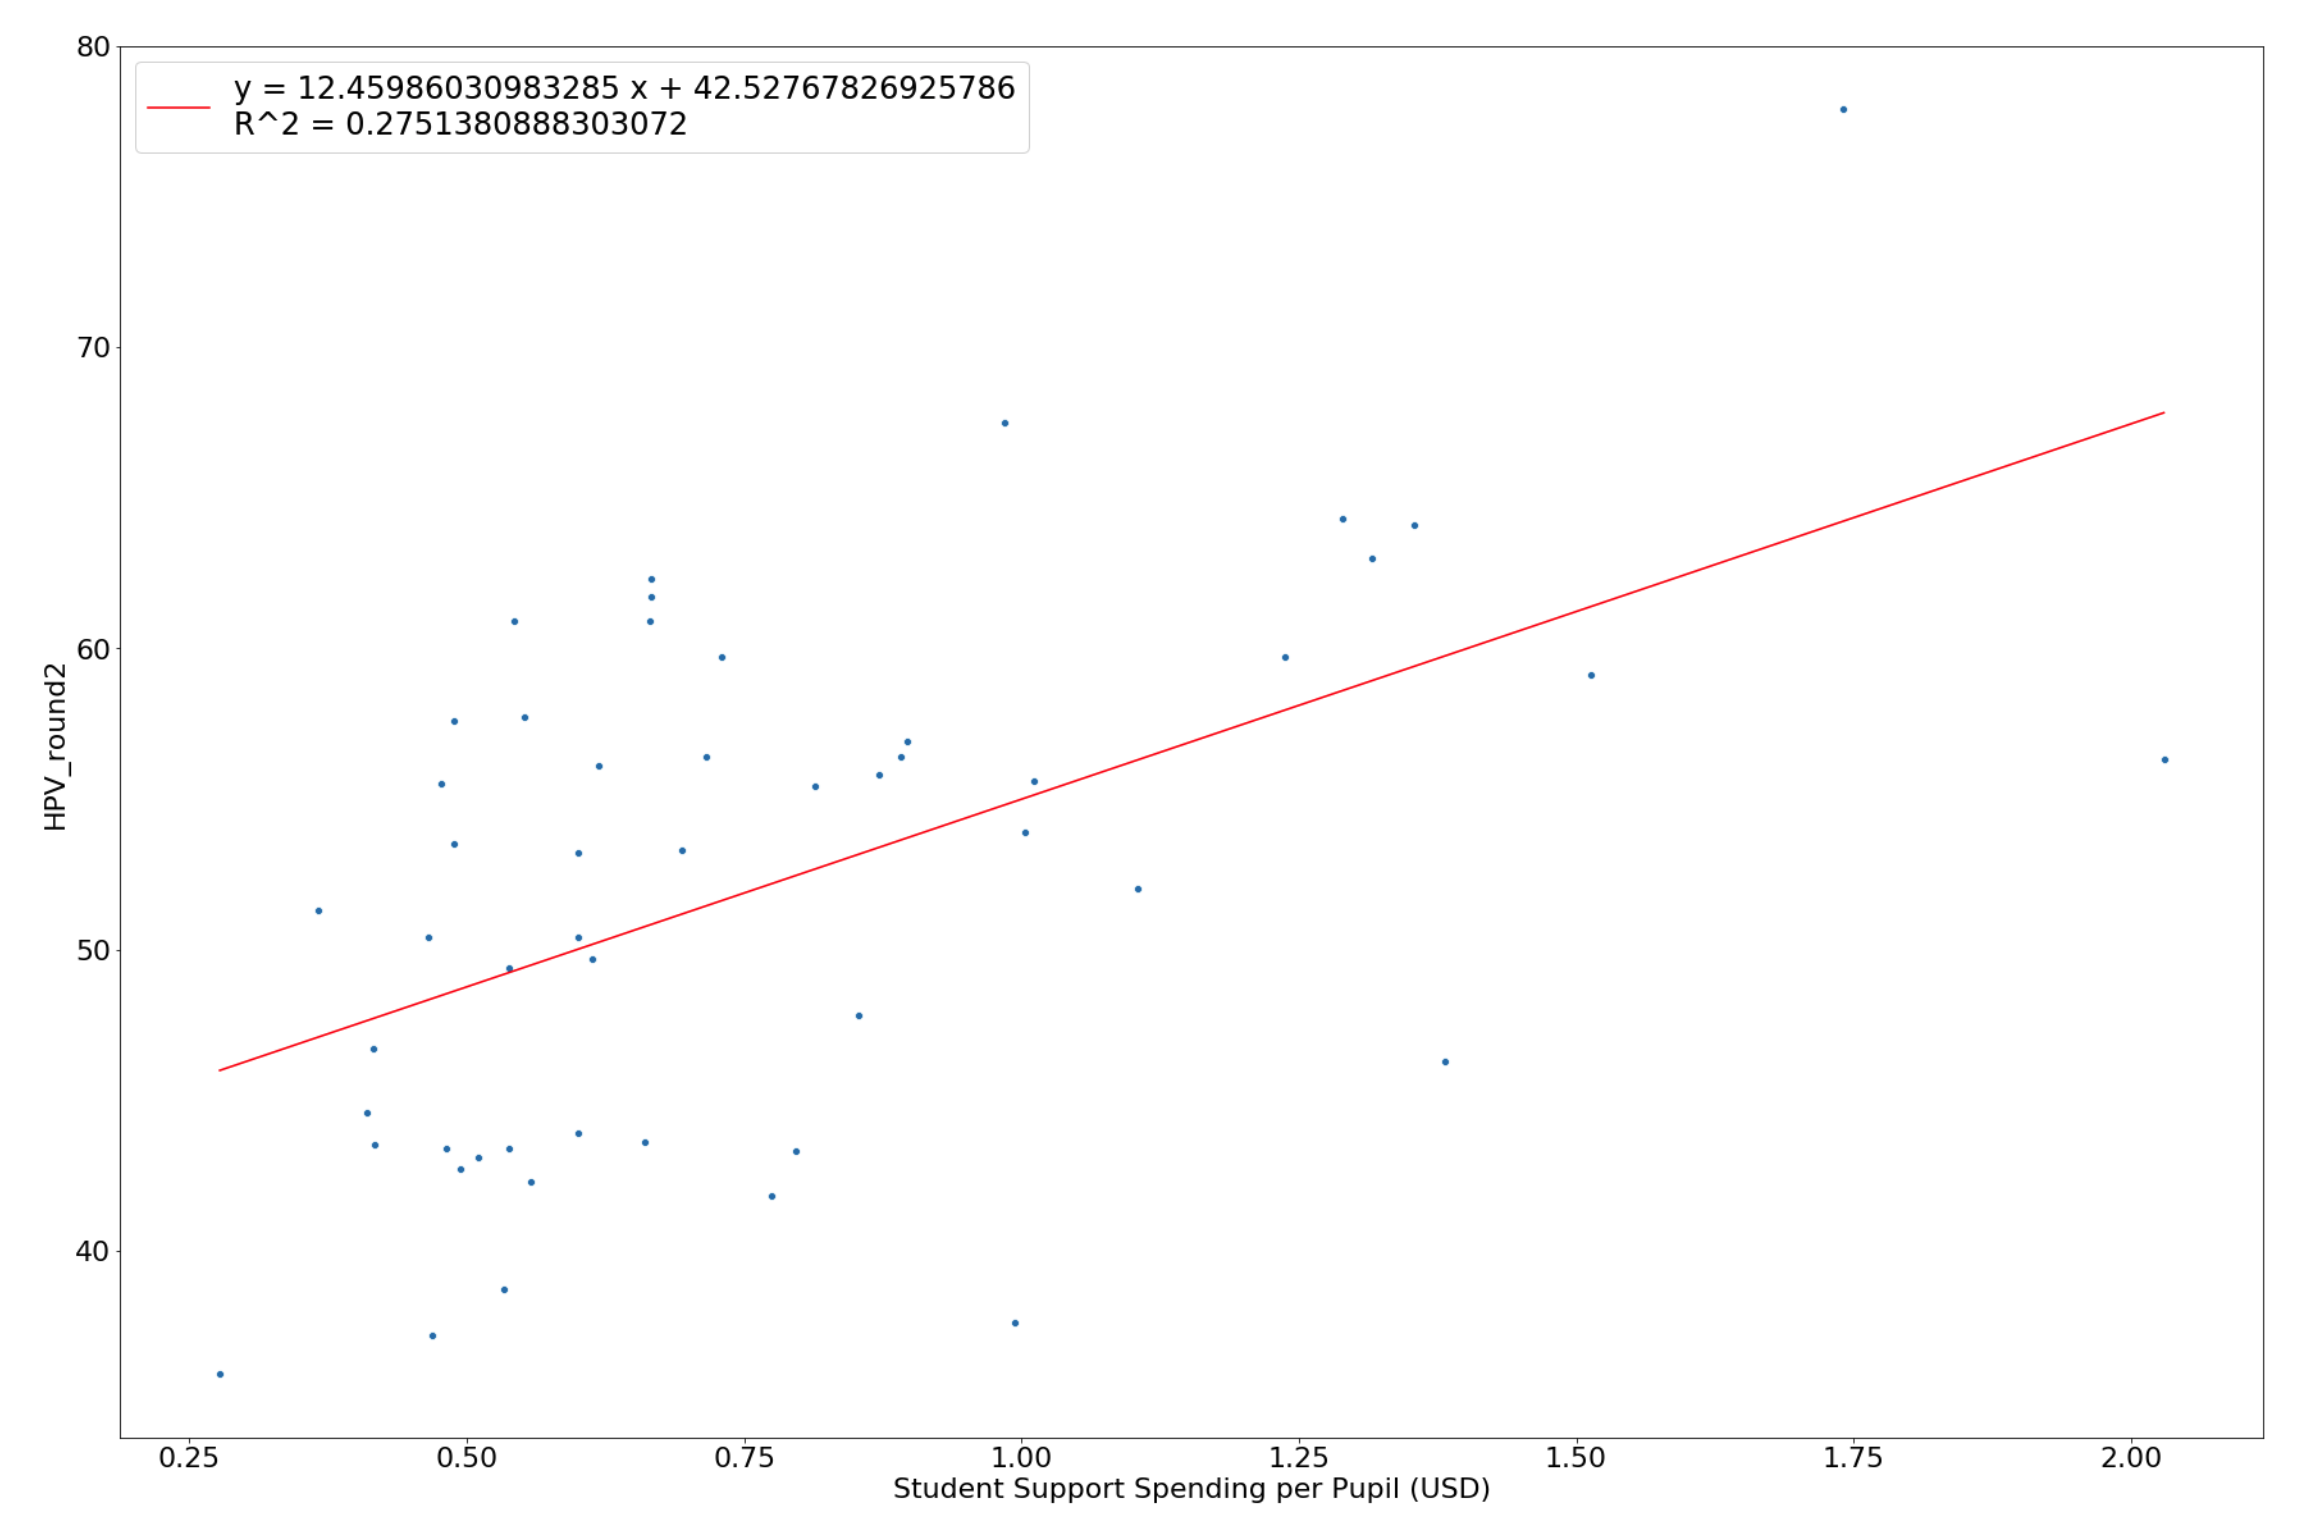 y = 12.45986030983285 x + 42.52767826925786
R^2 = 0.2751380888303072
80
70
60
50
40
HPV_round2
0.25 0.50 0.75 1.00 1.25 1.50 1.75 2.00
Student Support Spending per Pupil (USD)